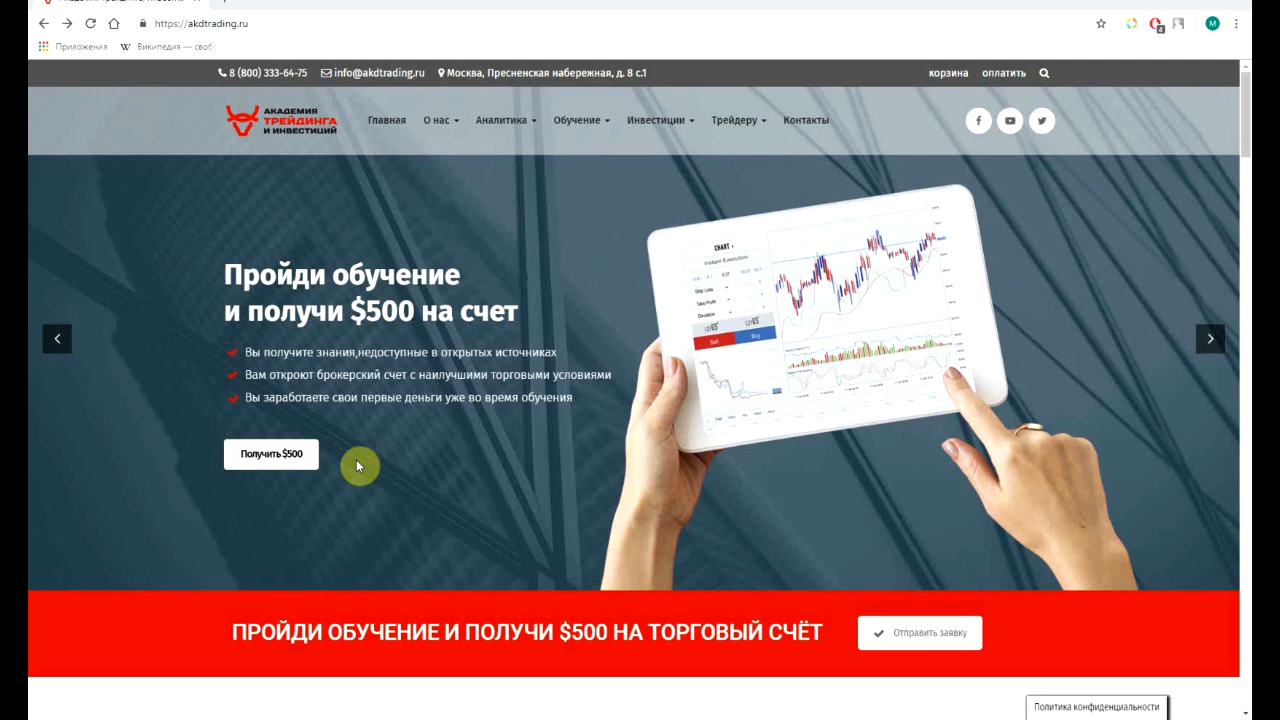 https://akdtrading.ru
Приложения
Википедия — своб
8 (800) 333-64-75
info@akdtrading.ru
Москва, Пресненская набережная, д. 8 с.1
корзина
оплатить
АКАДЕМИЯ
ТРЕЙДИНГА
И ИНВЕСТИЦИЙ
Главная
О нас
Аналитика
Обучение
Инвестиции
Трейдеру
Контакты
Пройди обучение
и получи $500 на счет
Вы получите знания,недоступные в открытых источниках
Вам откроют брокерский счет с наилучшими торговыми условиями
Вы заработаете свои первые деньги уже во время обучения
Получить $500
CHART
Instant Execution
Stop Loss
Take Profit
Deviation
Sell
Buy
ПРОЙДИ ОБУЧЕНИЕ И ПОЛУЧИ $500 НА ТОРГОВЫЙ СЧЁТ
Отправить заявку
Политика конфиденциальности